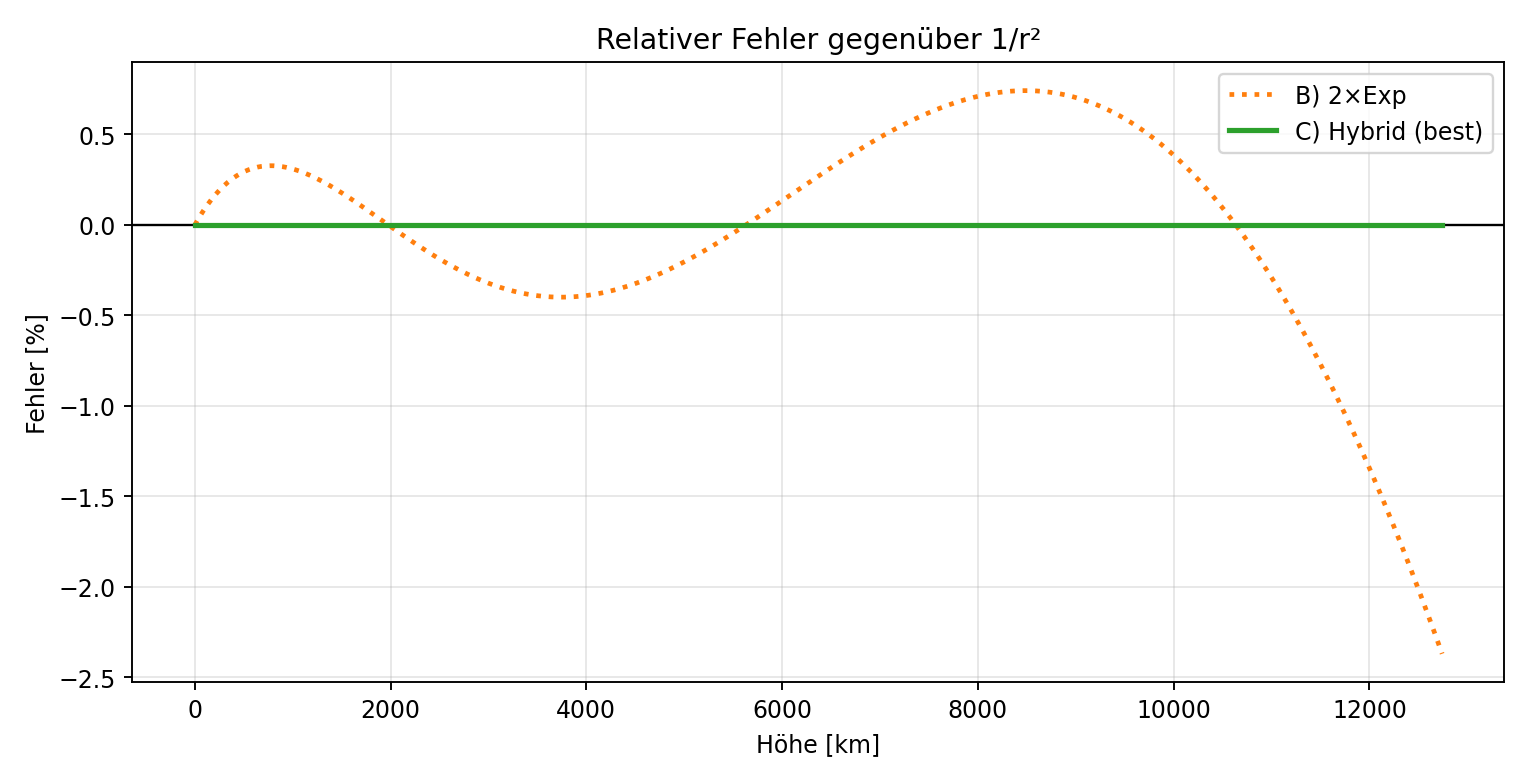 Relativer Fehler gegenüber 1/r²
B) 2×Exp
C) Hybrid (best)
Fehler [%]
0.5
0.0
−0.5
−1.0
−1.5
−2.0
−2.5
0 2000 4000 6000 8000 10000 12000
Höhe [km]